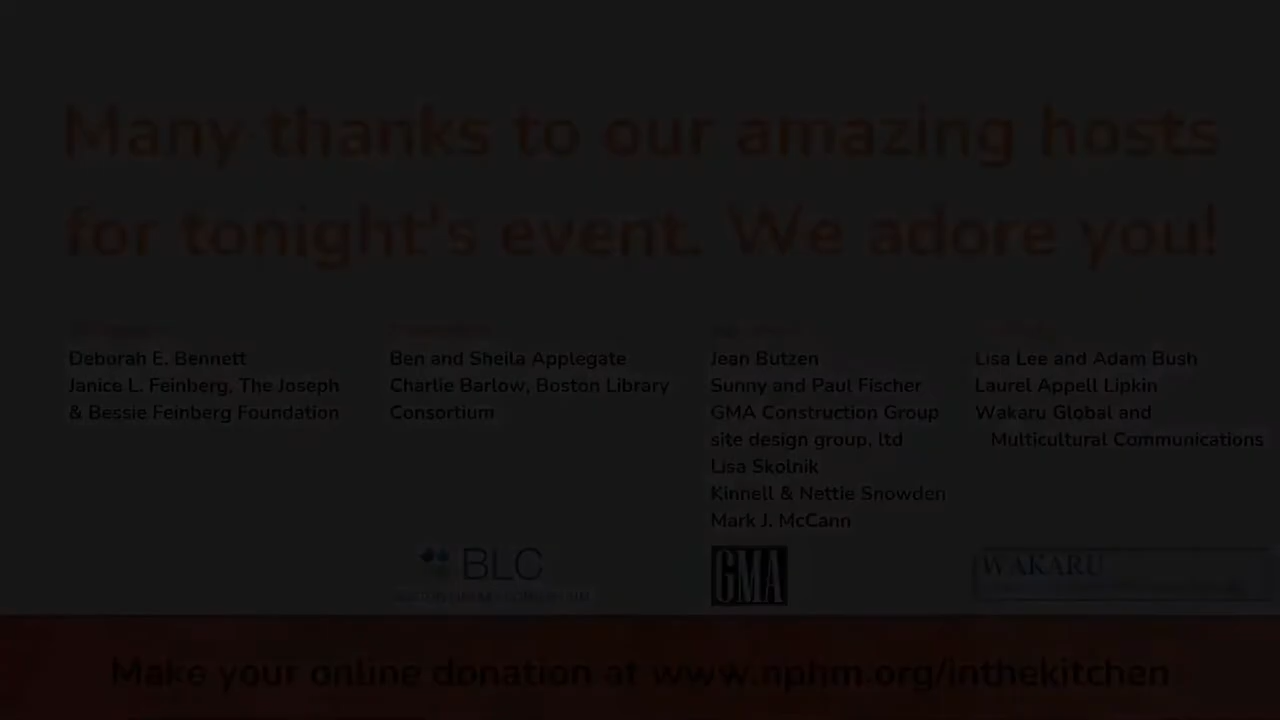 Many thanks to our amazing hosts
for tonight's event. We adore you!
Deborah E. Bennett
Janice L. Feinberg, The Joseph
& Bessie Feinberg Foundation
Ben and Sheila Applegate
Charlie Barlow, Boston Library
Consortium
Jean Butzen
Sunny and Paul Fischer
GMA Construction Group
site design group, ltd
Lisa Skolnik
Kinnell & Nettie Snowden
Mark J. McCann
Lisa Lee and Adam Bush
Laurel Appell Lipkin
Wakaru Global and
Multicultural Communications
BLC
GMA
WAKARU
Make your online donation at www.nphm.org/inthekitchen